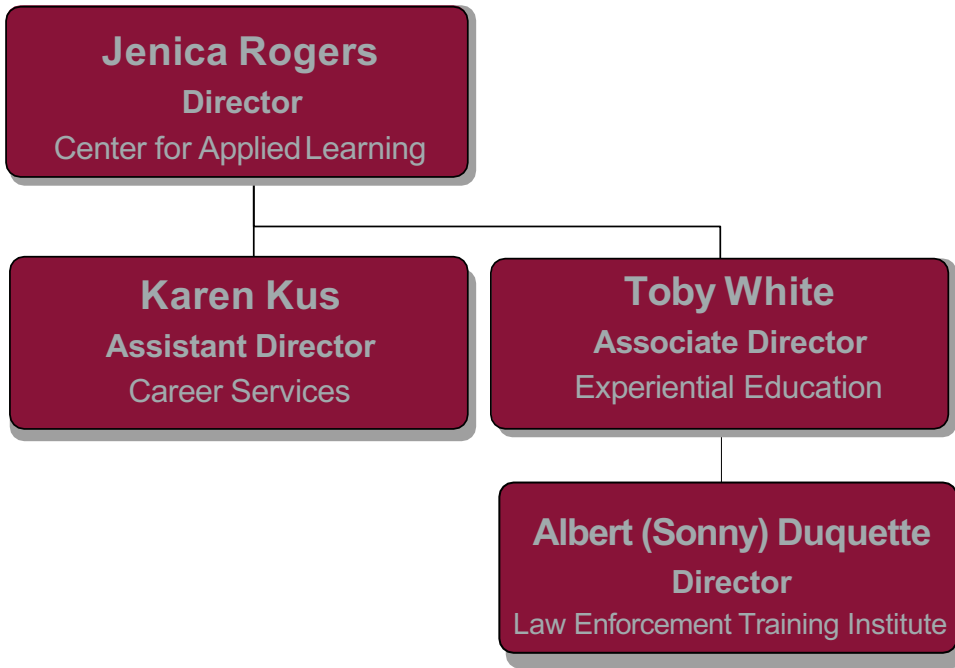 Jenica Rogers
Director
Center for Applied Learning
Karen Kus
Assistant Director
Career Services
Toby White
Associate Director
Experiential Education
Albert (Sonny) Duquette
Director
Law Enforcement Training Institute